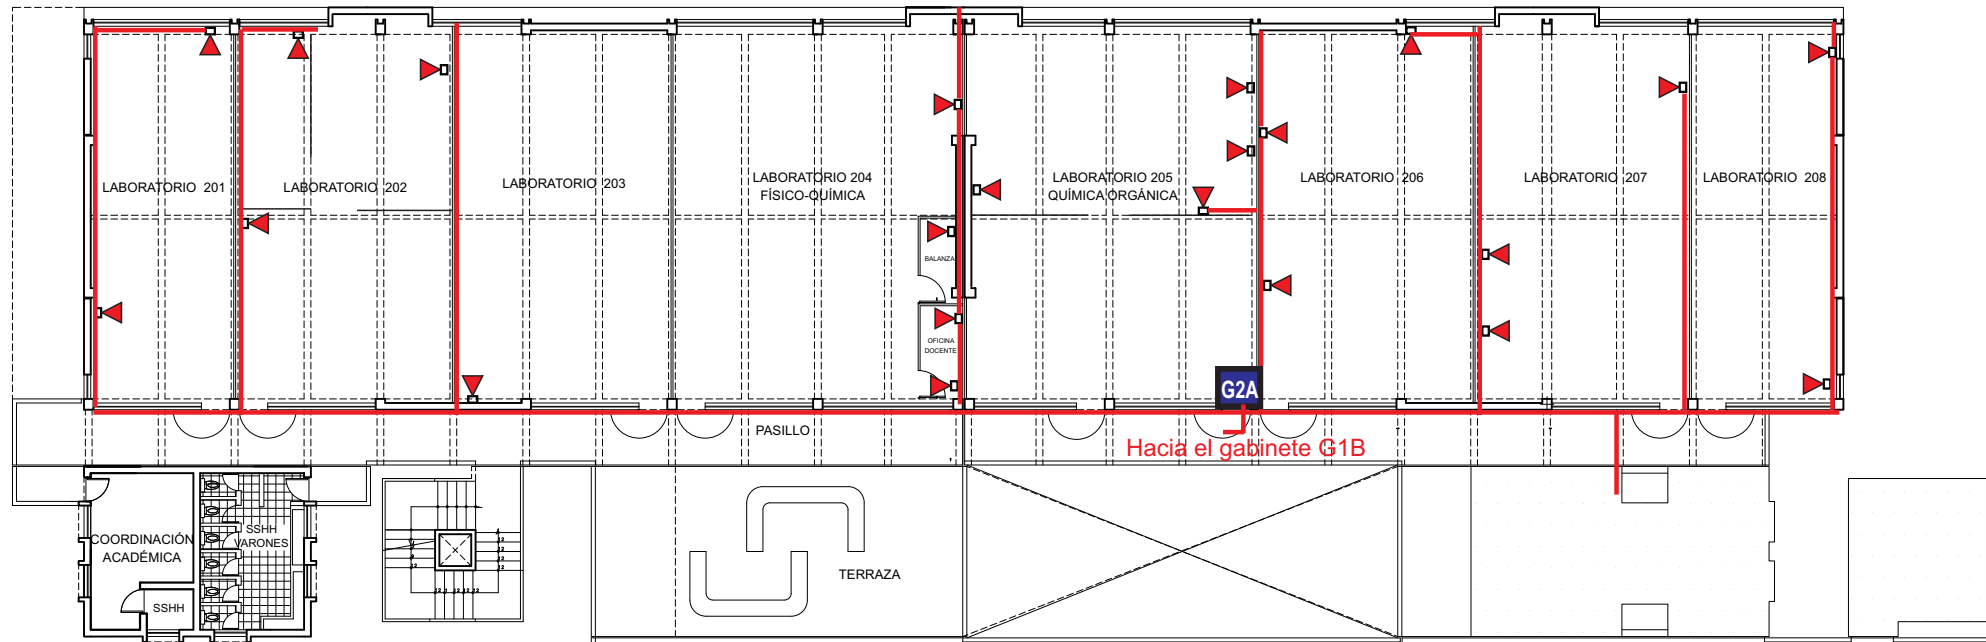 LABORATORIO 201
LABORATORIO 202
LABORATORIO 203
LABORATORIO 204
FÍSICO-QUÍMICA
LABORATORIO 205
QUÍMICA ORGÁNICA
LABORATORIO 206
LABORATORIO 207
LABORATORIO 208
BALANZA
OFICINA
DOCENTE
G2A
PASILLO
Hacia el gabinete G1B
COORDINACIÓN
ACADÉMICA
SSHH
VARONES
SSHH
TERRAZA